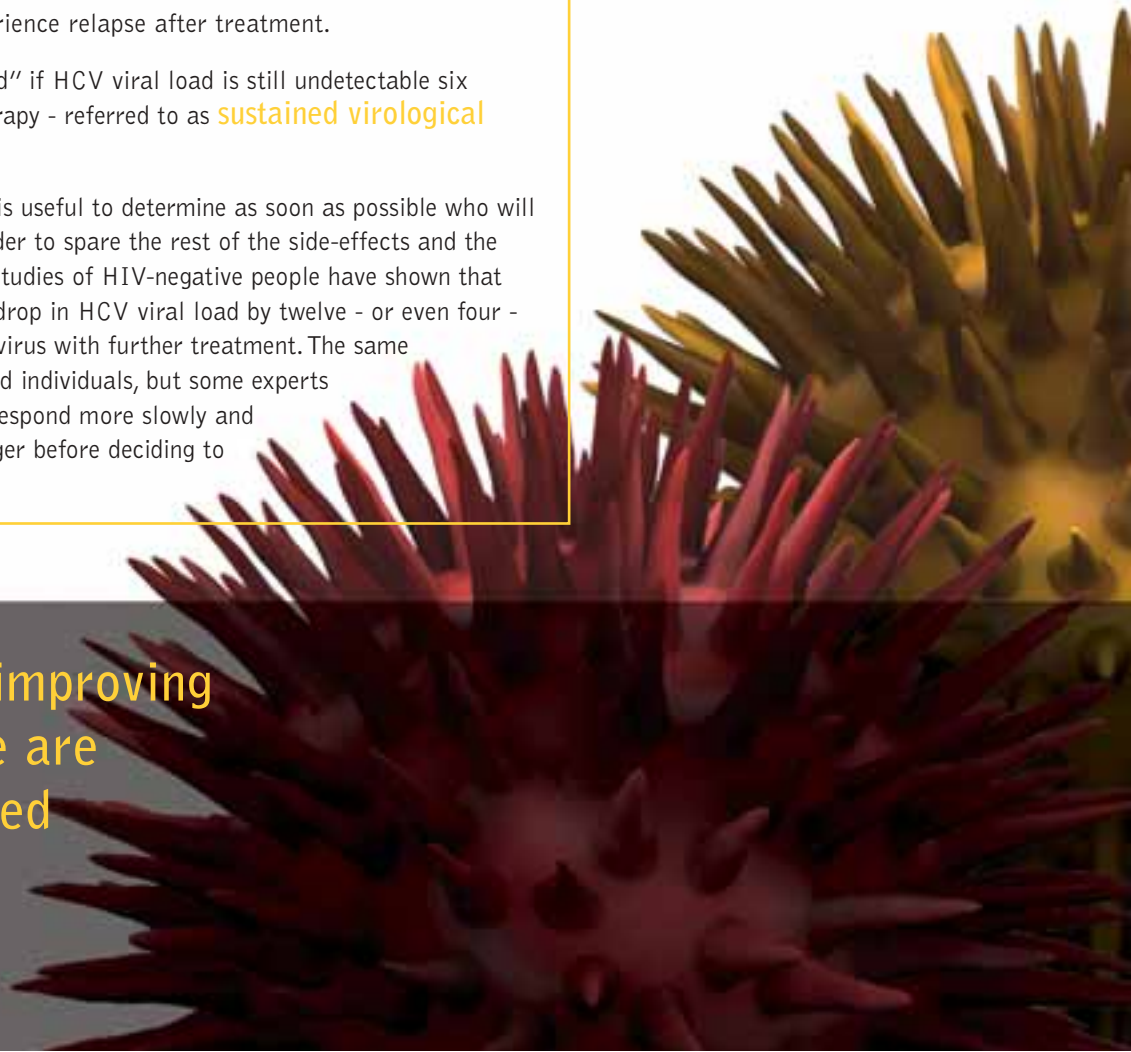 rience relapse after treatment.
d” if HCV viral load is still undetectable six
rapy - referred to as sustained virological
is useful to determine as soon as possible who will
der to spare the rest of the side-effects and the
tudies of HIV-negative people have shown that
drop in HCV viral load by twelve - or even four -
virus with further treatment. The same
d individuals, but some experts
espond more slowly and
ger before deciding to
improving
e are
ed